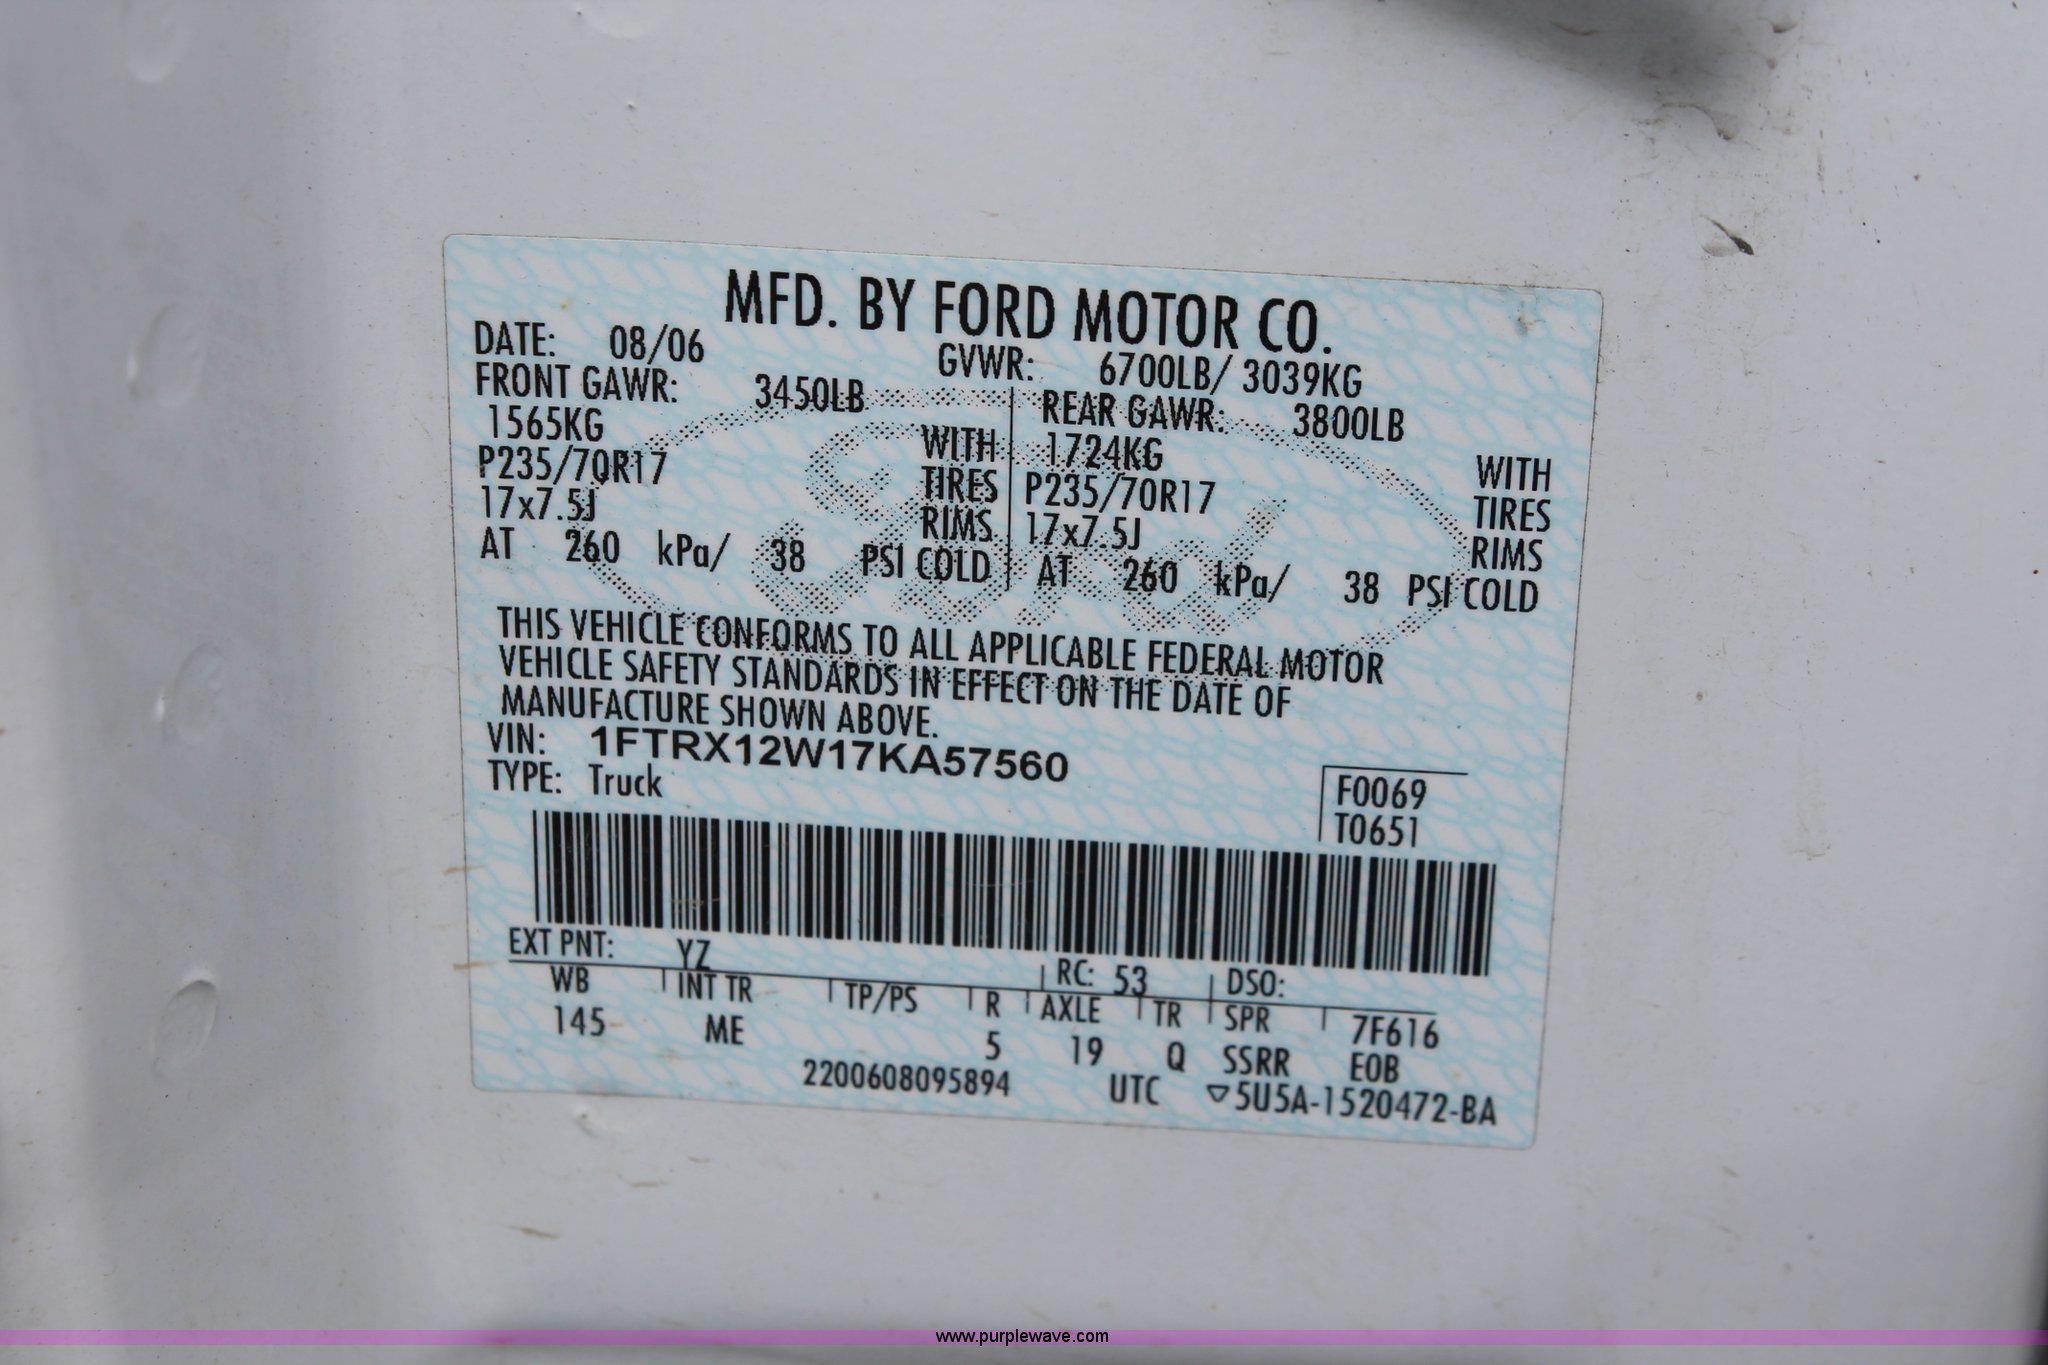 MFD. BY FORD MOTOR CO.
DATE: 08/06 GVWR: 6700LB/ 3039KG
FRONT GAWR: 3450LB REAR GAWR: 3800LB
1565KG WITH 1724KG WITH
P235/70R17 TIRES P235/70R17 TIRES
17x7.5J RIMS 17x7.5J RIMS
AT 260 kPa/ 38 PSI COLD AT 260 kPa/ 38 PSI COLD
THIS VEHICLE CONFORMS TO ALL APPLICABLE FEDERAL MOTOR
VEHICLE SAFETY STANDARDS IN EFFECT ON THE DATE OF
MANUFACTURE SHOWN ABOVE.
VIN: 1FTRX12W17KA57560
TYPE: Truck F0069
T0651
EXT PNT: YZ RC: 53 DSO:
WB INT TR TP/PS R AXLE TR SPR 7F616
145 ME 5 19 Q SSRR EOB
2200608095894 UTC ▽5U5A-1520472-BA
Ford
www.purplewave.com